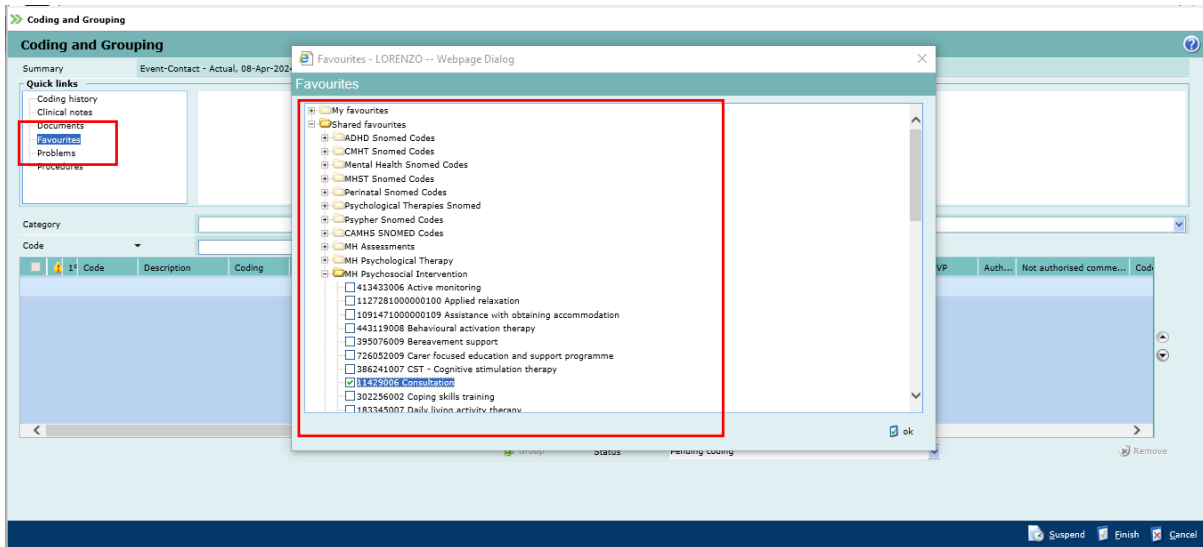 Coding and Grouping
Coding and Grouping
Summary Event-Contact - Actual, 08-Apr-2024
Quick links
Coding history
Clinical notes
Documents
Favourites
Problems
Procedures
Category
Code
1º Code Description Coding VP Auth... Not authorised comme... Code
Favourites - LORENZO -- Webpage Dialog
Favourites
My favourites
Shared favourites
ADHD Snomed Codes
CMHT Snomed Codes
Mental Health Snomed Codes
MHST Snomed Codes
Perinatal Snomed Codes
Psychological Therapies Snomed
Psypher Snomed Codes
CAMHS SNOMED Codes
MH Assessments
MH Psychological Therapy
MH Psychosocial Intervention
413433006 Active monitoring
1127281000000100 Applied relaxation
1091471000000109 Assistance with obtaining accommodation
443119008 Behavioural activation therapy
395076009 Bereavement support
726052009 Carer focused education and support programme
386241007 CST - Cognitive stimulation therapy
11429006 Consultation
302256002 Coping skills training
183345007 Daily living activity therapy
ok
Group Status Pending coding Remove
Suspend Finish Cancel